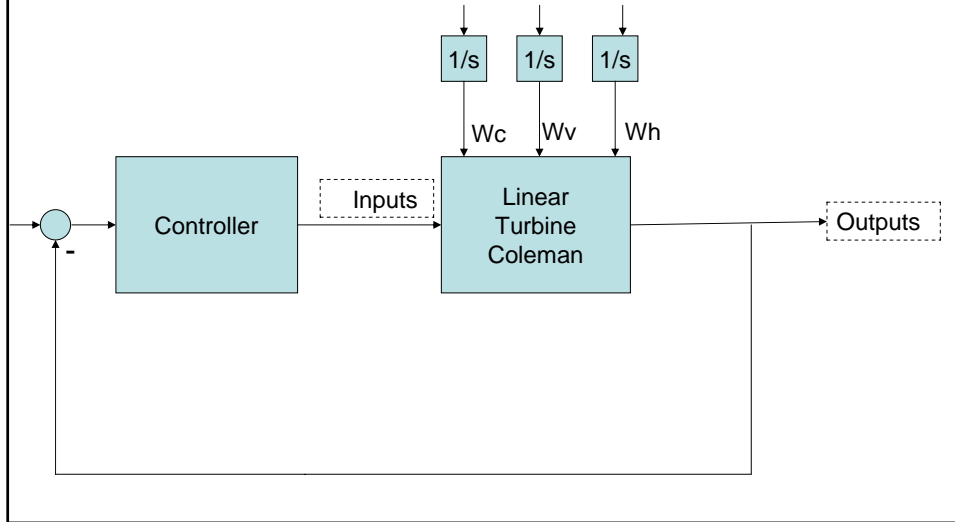 1/s 1/s 1/s
Wc Wv Wh
Controller
Inputs
Linear
Turbine
Coleman
Outputs
-